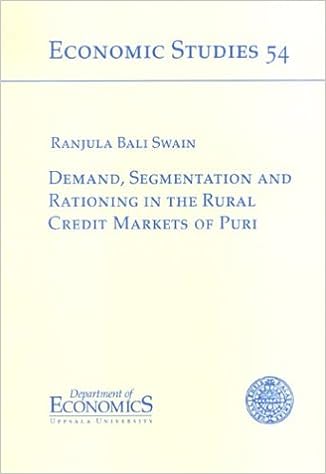 ECONOMIC STUDIES 54
RANJULA BALI SWAIN
DEMAND, SEGMENTATION AND
RATIONING IN THE RURAL
CREDIT MARKETS OF PURI
Department of
ECONOMICS
UPPSALA UNIVERSITY